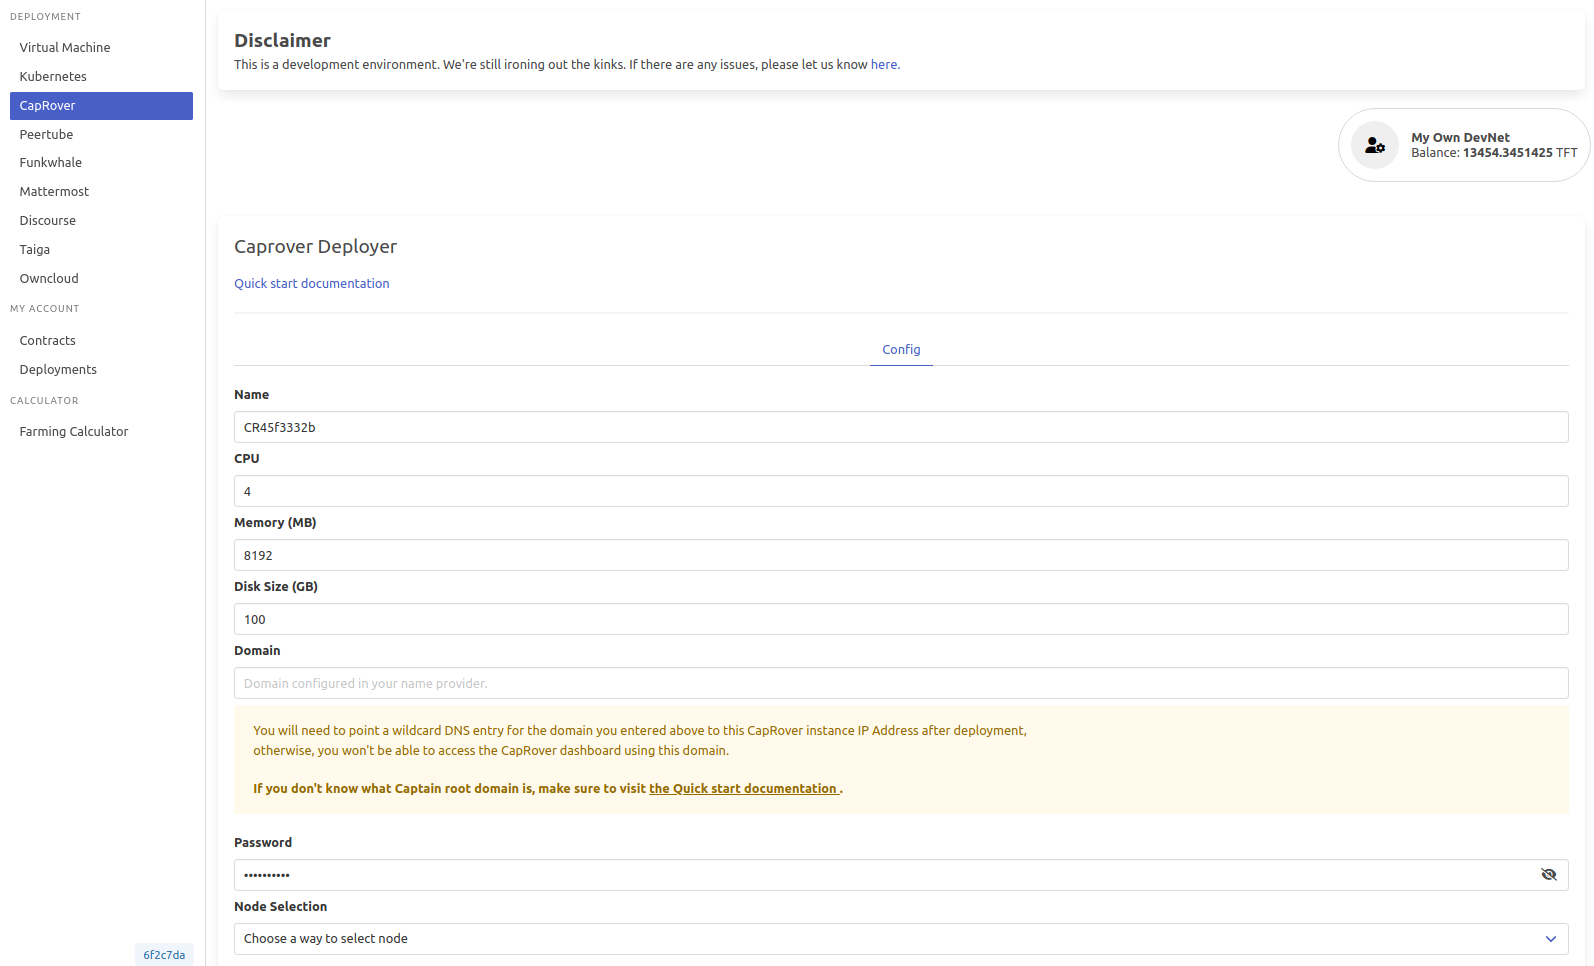 DEPLOYMENT
Virtual Machine
Kubernetes
CapRover
Peertube
Funkwhale
Mattermost
Discourse
Taiga
Owncloud
MY ACCOUNT
Contracts
Deployments
CALCULATOR
Farming Calculator
6f2c7da
Disclaimer
This is a development environment. We're still ironing out the kinks. If there are any issues, please let us know here.
My Own DevNet
Balance: 13454.3451425 TFT
Caprover Deployer
Quick start documentation
Config
Name
CR45f3332b
CPU
4
Memory (MB)
8192
Disk Size (GB)
100
Domain
Domain configured in your name provider.
You will need to point a wildcard DNS entry for the domain you entered above to this CapRover instance IP Address after deployment,
otherwise, you won't be able to access the CapRover dashboard using this domain.
If you don't know what Captain root domain is, make sure to visit the Quick start documentation .
Password
••••••••••
Node Selection
Choose a way to select node